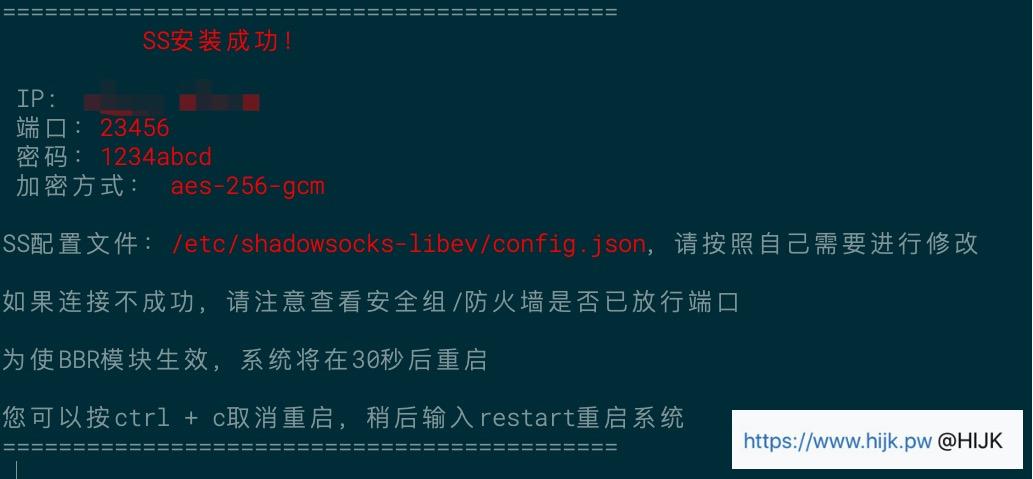 ============================================
SS安装成功!
IP:
端口: 23456
密码: 1234abcd
加密方式: aes-256-gcm
SS配置文件: /etc/shadowsocks-libev/config.json, 请按照自己需要进行修改
如果连接不成功, 请注意查看安全组/防火墙是否已放行端口
为使BBR模块生效, 系统将在30秒后重启
您可以按ctrl + c取消重启, 稍后输入restart重启系统
============================================
https://www.hijk.pw @HIJK